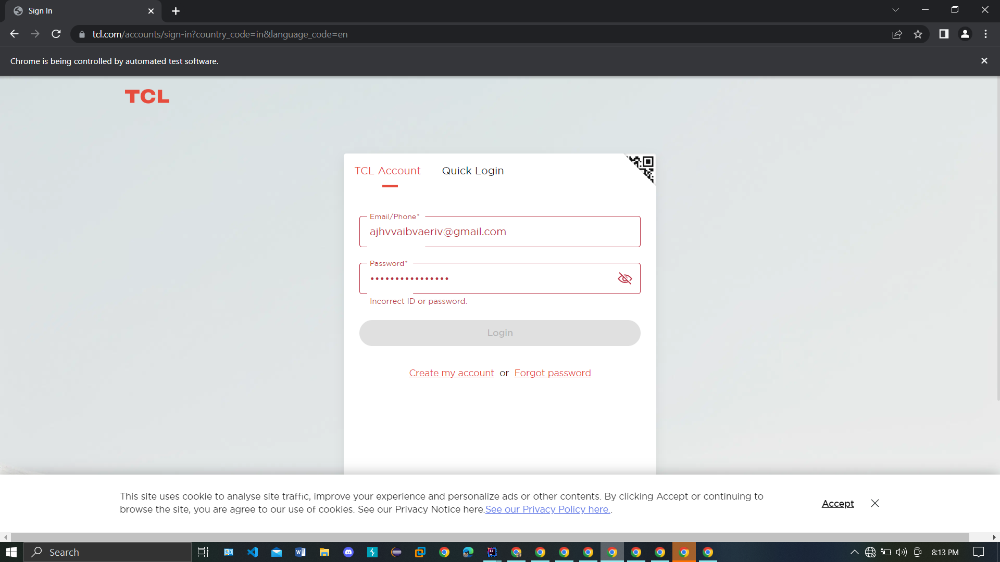 Sign In
tcl.com/accounts/sign-in?country_code=in&language_code=en
Chrome is being controlled by automated test software.
TCL
TCL Account
Quick Login
Email/Phone*
ajhvvaibvaeriv@gmail.com
Password*
••••••••••••••••
Incorrect ID or password.
Login
Create my account or Forgot password
This site uses cookie to analyse site traffic, improve your experience and personalize ads or other contents. By clicking Accept or continuing to
browse the site, you are agree to our use of cookies. See our Privacy Notice here.See our Privacy Policy here..
Accept
Search
8:13 PM